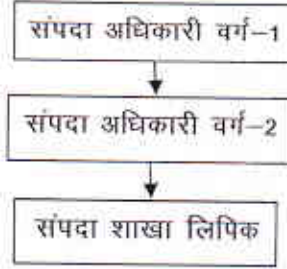 संपदा अधिकारी वर्ग–1
संपदा अधिकारी वर्ग–2
संपदा शाखा लिपिक